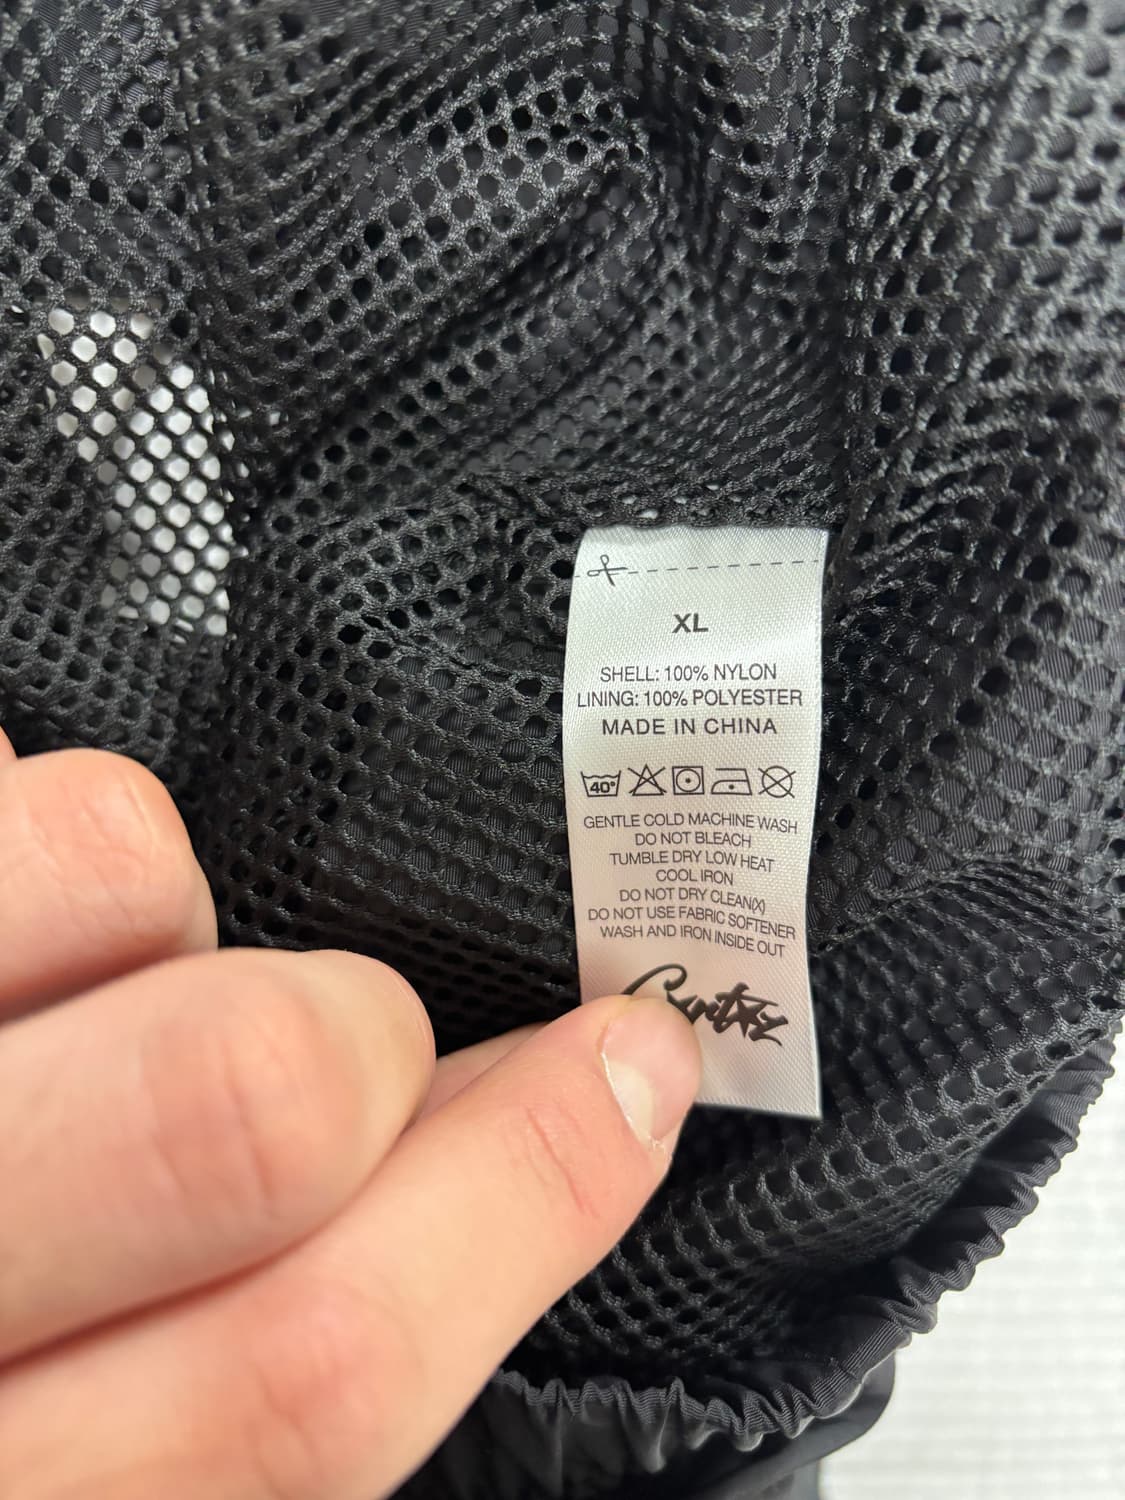 XL
SHELL: 100% NYLON
LINING: 100% POLYESTER
MADE IN CHINA
40°
GENTLE COLD MACHINE WASH
DO NOT BLEACH
TUMBLE DRY LOW HEAT
COOL IRON
DO NOT DRY CLEAN(X)
DO NOT USE FABRIC SOFTENER
WASH AND IRON INSIDE OUT